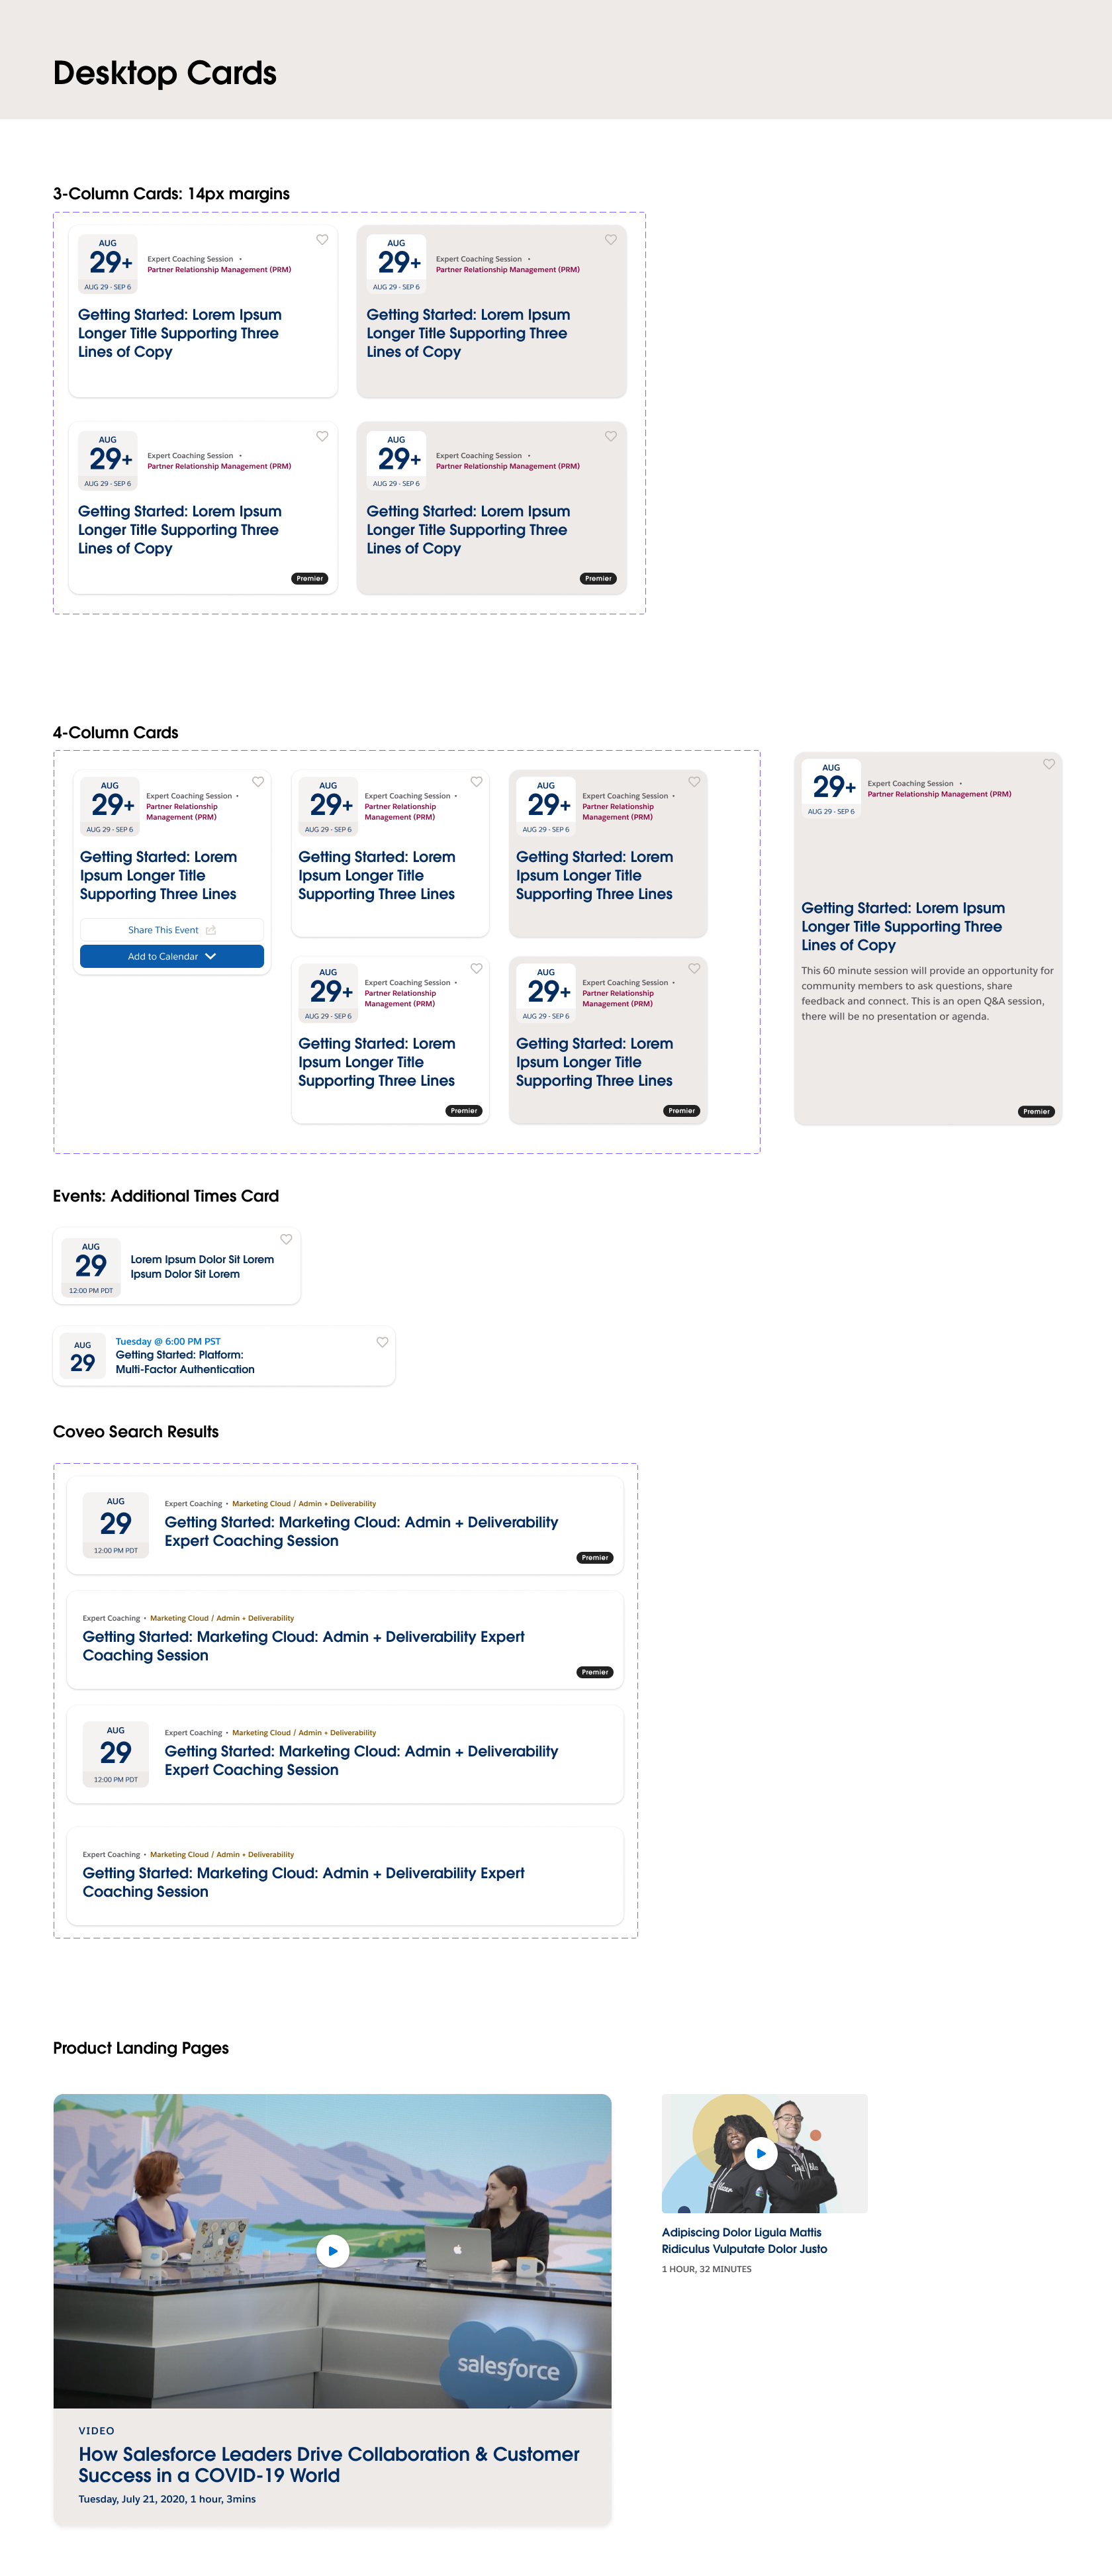 Desktop Cards
3-Column Cards: 14px margins
AUG
29+
AUG 29 - SEP 6
Expert Coaching Session •
Partner Relationship Management (PRM)
Getting Started: Lorem Ipsum
Longer Title Supporting Three
Lines of Copy
AUG
29+
AUG 29 - SEP 6
Expert Coaching Session •
Partner Relationship Management (PRM)
Getting Started: Lorem Ipsum
Longer Title Supporting Three
Lines of Copy
AUG
29+
AUG 29 - SEP 6
Expert Coaching Session •
Partner Relationship Management (PRM)
Getting Started: Lorem Ipsum
Longer Title Supporting Three
Lines of Copy
Premier
AUG
29+
AUG 29 - SEP 6
Expert Coaching Session •
Partner Relationship Management (PRM)
Getting Started: Lorem Ipsum
Longer Title Supporting Three
Lines of Copy
Premier
4-Column Cards
AUG
29+
AUG 29 - SEP 6
Expert Coaching Session •
Partner Relationship
Management (PRM)
Getting Started: Lorem
Ipsum Longer Title
Supporting Three Lines
Share This Event
Add to Calendar
AUG
29+
AUG 29 - SEP 6
Expert Coaching Session •
Partner Relationship
Management (PRM)
Getting Started: Lorem
Ipsum Longer Title
Supporting Three Lines
AUG
29+
AUG 29 - SEP 6
Expert Coaching Session •
Partner Relationship
Management (PRM)
Getting Started: Lorem
Ipsum Longer Title
Supporting Three Lines
AUG
29+
AUG 29 - SEP 6
Expert Coaching Session •
Partner Relationship
Management (PRM)
Getting Started: Lorem
Ipsum Longer Title
Supporting Three Lines
Premier
AUG
29+
AUG 29 - SEP 6
Expert Coaching Session •
Partner Relationship
Management (PRM)
Getting Started: Lorem
Ipsum Longer Title
Supporting Three Lines
Premier
AUG
29+
AUG 29 - SEP 6
Expert Coaching Session •
Partner Relationship Management (PRM)
Getting Started: Lorem Ipsum
Longer Title Supporting Three
Lines of Copy
This 60 minute session will provide an opportunity for
community members to ask questions, share
feedback and connect. This is an open Q&A session,
there will be no presentation or agenda.
Premier
Events: Additional Times Card
AUG
29
12:00 PM PDT
Lorem Ipsum Dolor Sit Lorem
Ipsum Dolor Sit Lorem
AUG
29
Tuesday @ 6:00 PM PST
Getting Started: Platform:
Multi-Factor Authentication
Coveo Search Results
AUG
29
12:00 PM PDT
Expert Coaching • Marketing Cloud / Admin + Deliverability
Getting Started: Marketing Cloud: Admin + Deliverability
Expert Coaching Session
Premier
Expert Coaching • Marketing Cloud / Admin + Deliverability
Getting Started: Marketing Cloud: Admin + Deliverability Expert
Coaching Session
Premier
AUG
29
12:00 PM PDT
Expert Coaching • Marketing Cloud / Admin + Deliverability
Getting Started: Marketing Cloud: Admin + Deliverability
Expert Coaching Session
Expert Coaching • Marketing Cloud / Admin + Deliverability
Getting Started: Marketing Cloud: Admin + Deliverability Expert
Coaching Session
Product Landing Pages
salesforce
VIDEO
How Salesforce Leaders Drive Collaboration & Customer
Success in a COVID-19 World
Tuesday, July 21, 2020, 1 hour, 3mins
Adipiscing Dolor Ligula Mattis
Ridiculus Vulputate Dolor Justo
1 HOUR, 32 MINUTES